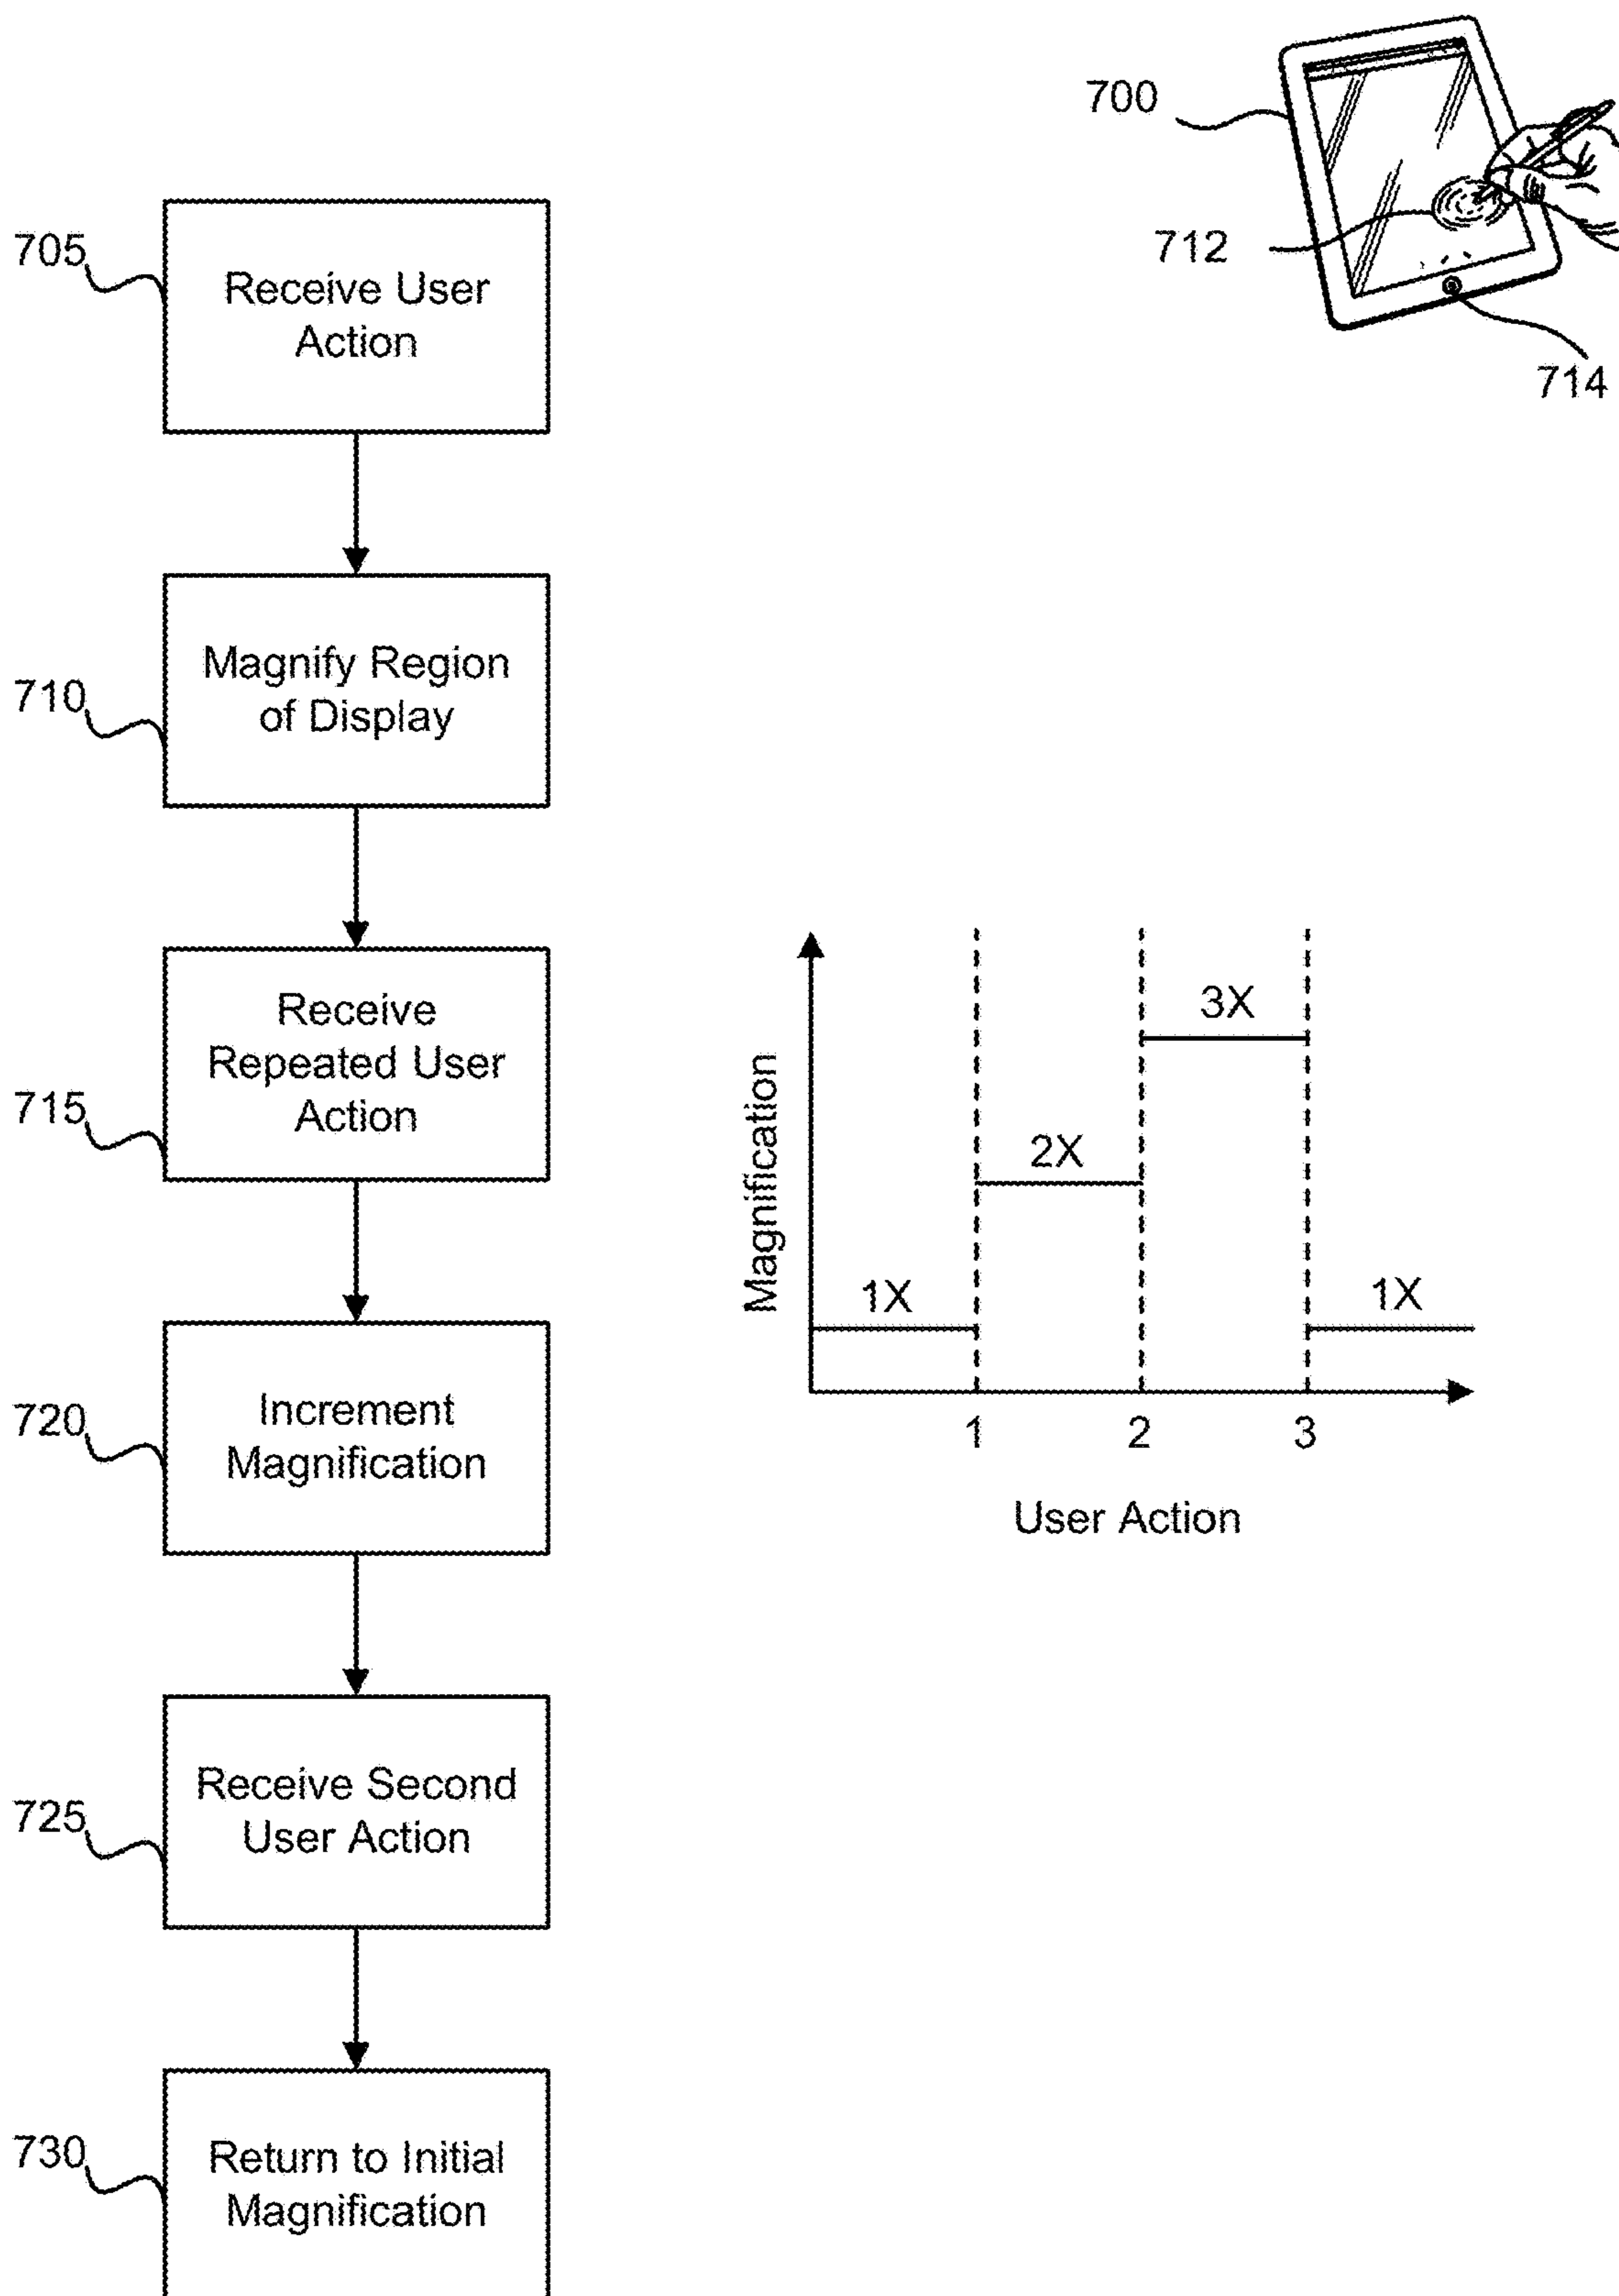 700
712
714
705
Receive User
Action
710
Magnify Region
of Display
715
Receive
Repeated User
Action
720
Increment
Magnification
725
Receive Second
User Action
730
Return to Initial
Magnification
Magnification
1X
2X
3X
1X
1
2
3
User Action